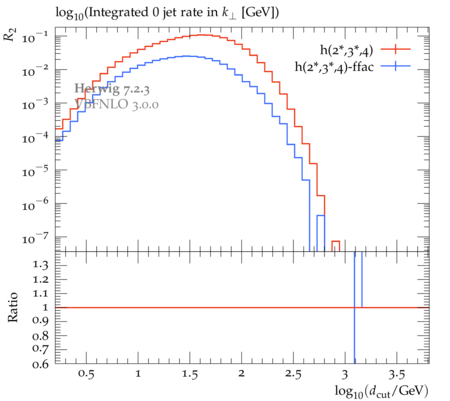 log₁₀(Integrated 0 jet rate in k⊥ [GeV])
R₂
h(2*,3*,4)
h(2*,3*,4)-ffac
Herwig 7.2.3
VBFNLO 3.0.0
10⁻¹
10⁻²
10⁻³
10⁻⁴
10⁻⁵
10⁻⁶
10⁻⁷
Ratio
1.3
1.2
1.1
1
0.9
0.8
0.7
0.6
0.5 1 1.5 2 2.5 3 3.5
log₁₀(d_cut/GeV)